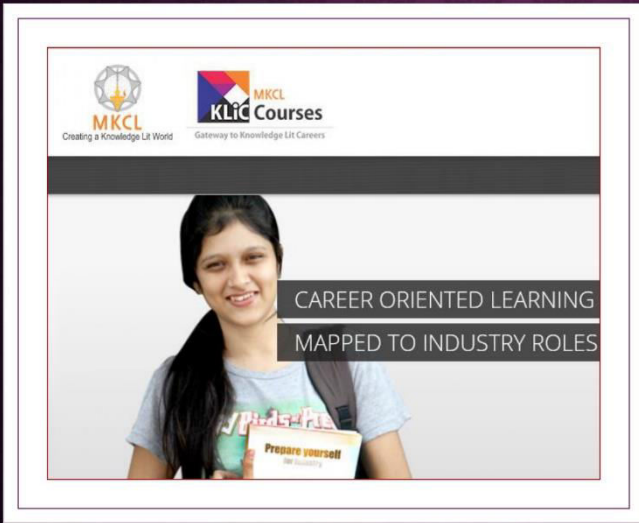 MKCL
Creating a Knowledge Lit World
MKCL
KLiC Courses
Gateway to Knowledge Lit Careers
CAREER ORIENTED LEARNING
MAPPED TO INDUSTRY ROLES
Prepare yourself